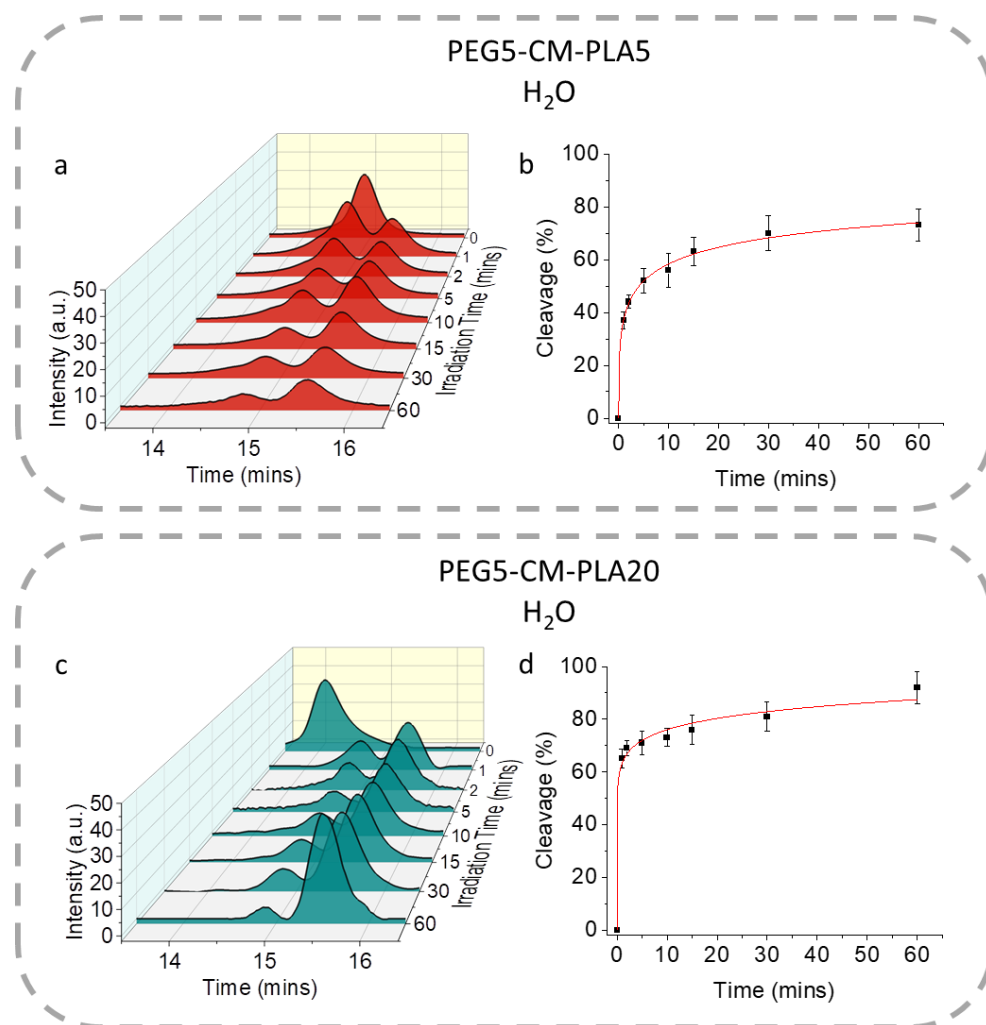 PEG5-CM-PLA5
H₂O
a
50
40
30
20
10
0
Intensity (a.u.)
14
15
16
Time (mins)
0
1
2
5
10
15
30
60
Irradiation Time (mins)
b
100
80
60
40
20
0
Cleavage (%)
0 10 20 30 40 50 60
Time (mins)
PEG5-CM-PLA20
H₂O
c
50
40
30
20
10
0
Intensity (a.u.)
14
15
16
Time (mins)
0
1
2
5
10
15
30
60
Irradiation Time (mins)
d
100
80
60
40
20
0
Cleavage (%)
0 10 20 30 40 50 60
Time (mins)